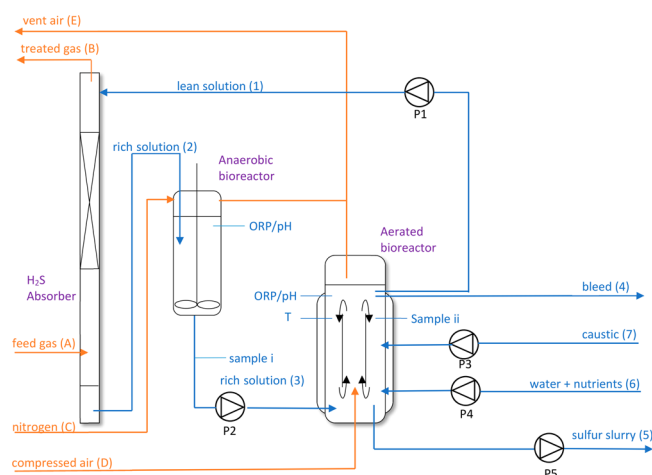 vent air (E)
treated gas (B)
lean solution (1)
P1
rich solution (2)
Anaerobic
bioreactor
ORP/pH
Aerated
bioreactor
H₂S
Absorber
ORP/pH
bleed (4)
T
Sample ii
caustic (7)
feed gas (A)
sample i
P3
rich solution (3)
water + nutrients (6)
P4
nitrogen (C)
P2
sulfur slurry (5)
compressed air (D)
P5